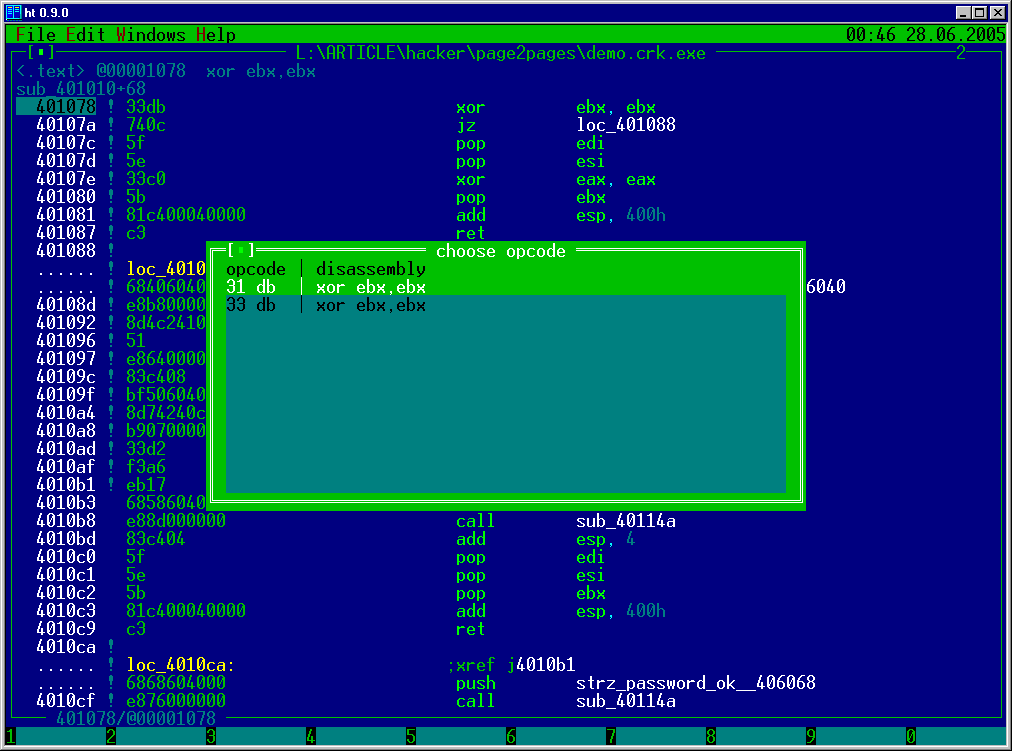 ht 0.9.0
File Edit Windows Help 00:46 28.06.2005
[▪] L:\ARTICLE\hacker\page2pages\demo.crk.exe 2
<.text> @00001078 xor ebx,ebx
sub_401010+68
401078 ! 33db xor ebx, ebx
40107a ! 740c jz loc_401088
40107c ! 5f pop edi
40107d ! 5e pop esi
40107e ! 33c0 xor eax, eax
401080 ! 5b pop ebx
401081 ! 81c400040000 add esp, 400h
401087 ! c3 ret
401088 !
...... ! loc_4010
...... ! 68406040 6040
40108d ! e8b80000
401092 ! 8d4c2410
401096 ! 51
401097 ! e8640000
40109c ! 83c408
40109f ! bf506040
4010a4 ! 8d74240c
4010a8 ! b9070000
4010ad ! 33d2
4010af ! f3a6
4010b1 ! eb17
4010b3 68586040
[▪] choose opcode
opcode | disassembly
31 db | xor ebx,ebx
33 db | xor ebx,ebx
4010b8 e88d000000 call sub_40114a
4010bd 83c404 add esp, 4
4010c0 5f pop edi
4010c1 5e pop esi
4010c2 5b pop ebx
4010c3 81c400040000 add esp, 400h
4010c9 c3 ret
4010ca !
...... ! loc_4010ca: ;xref j4010b1
...... ! 6868604000 push strz_password_ok__406068
4010cf ! e876000000 call sub_40114a
401078/@00001078
1 2 3 4 5 6 7 8 9 0